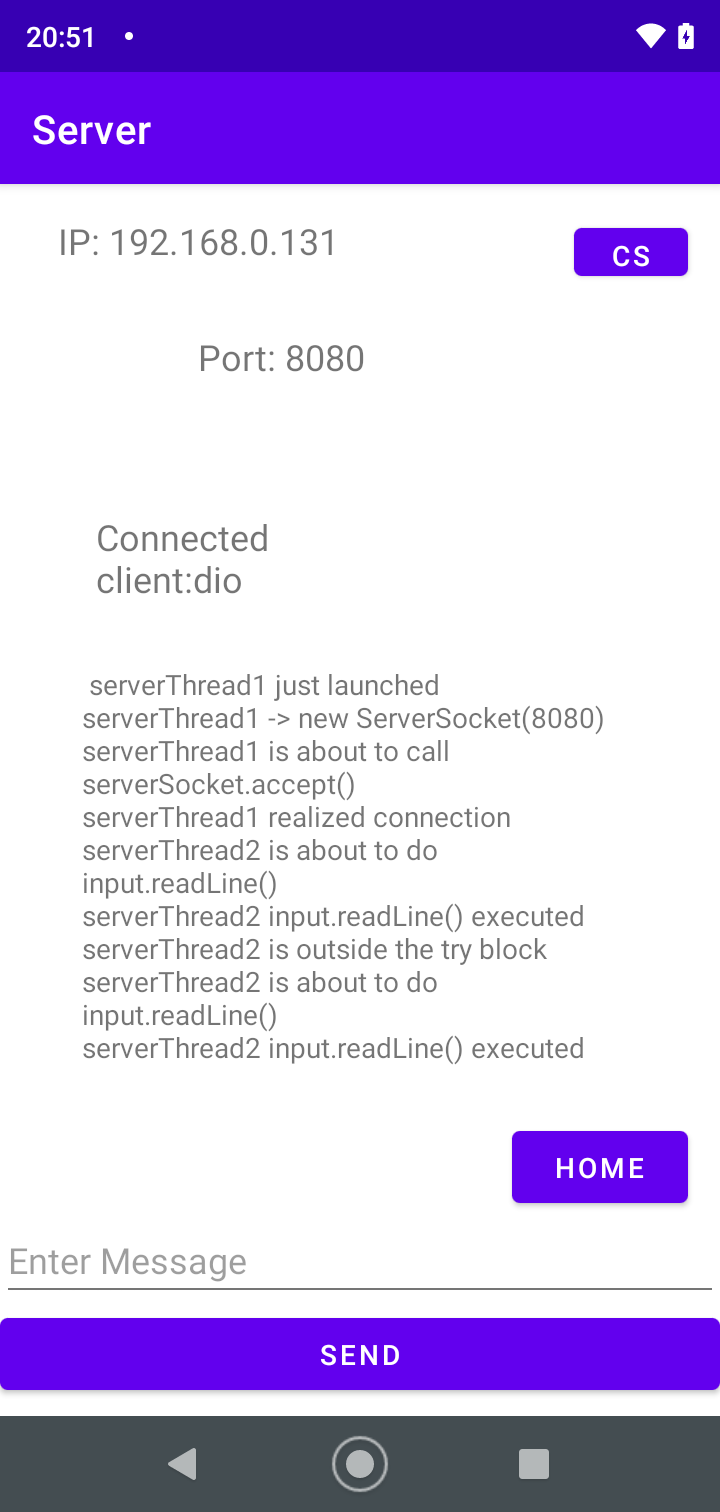 20:51
Server
IP: 192.168.0.131
CS
Port: 8080
Connected
client:dio
serverThread1 just launched
serverThread1 -> new ServerSocket(8080)
serverThread1 is about to call
serverSocket.accept()
serverThread1 realized connection
serverThread2 is about to do
input.readLine()
serverThread2 input.readLine() executed
serverThread2 is outside the try block
serverThread2 is about to do
input.readLine()
serverThread2 input.readLine() executed
HOME
Enter Message
SEND